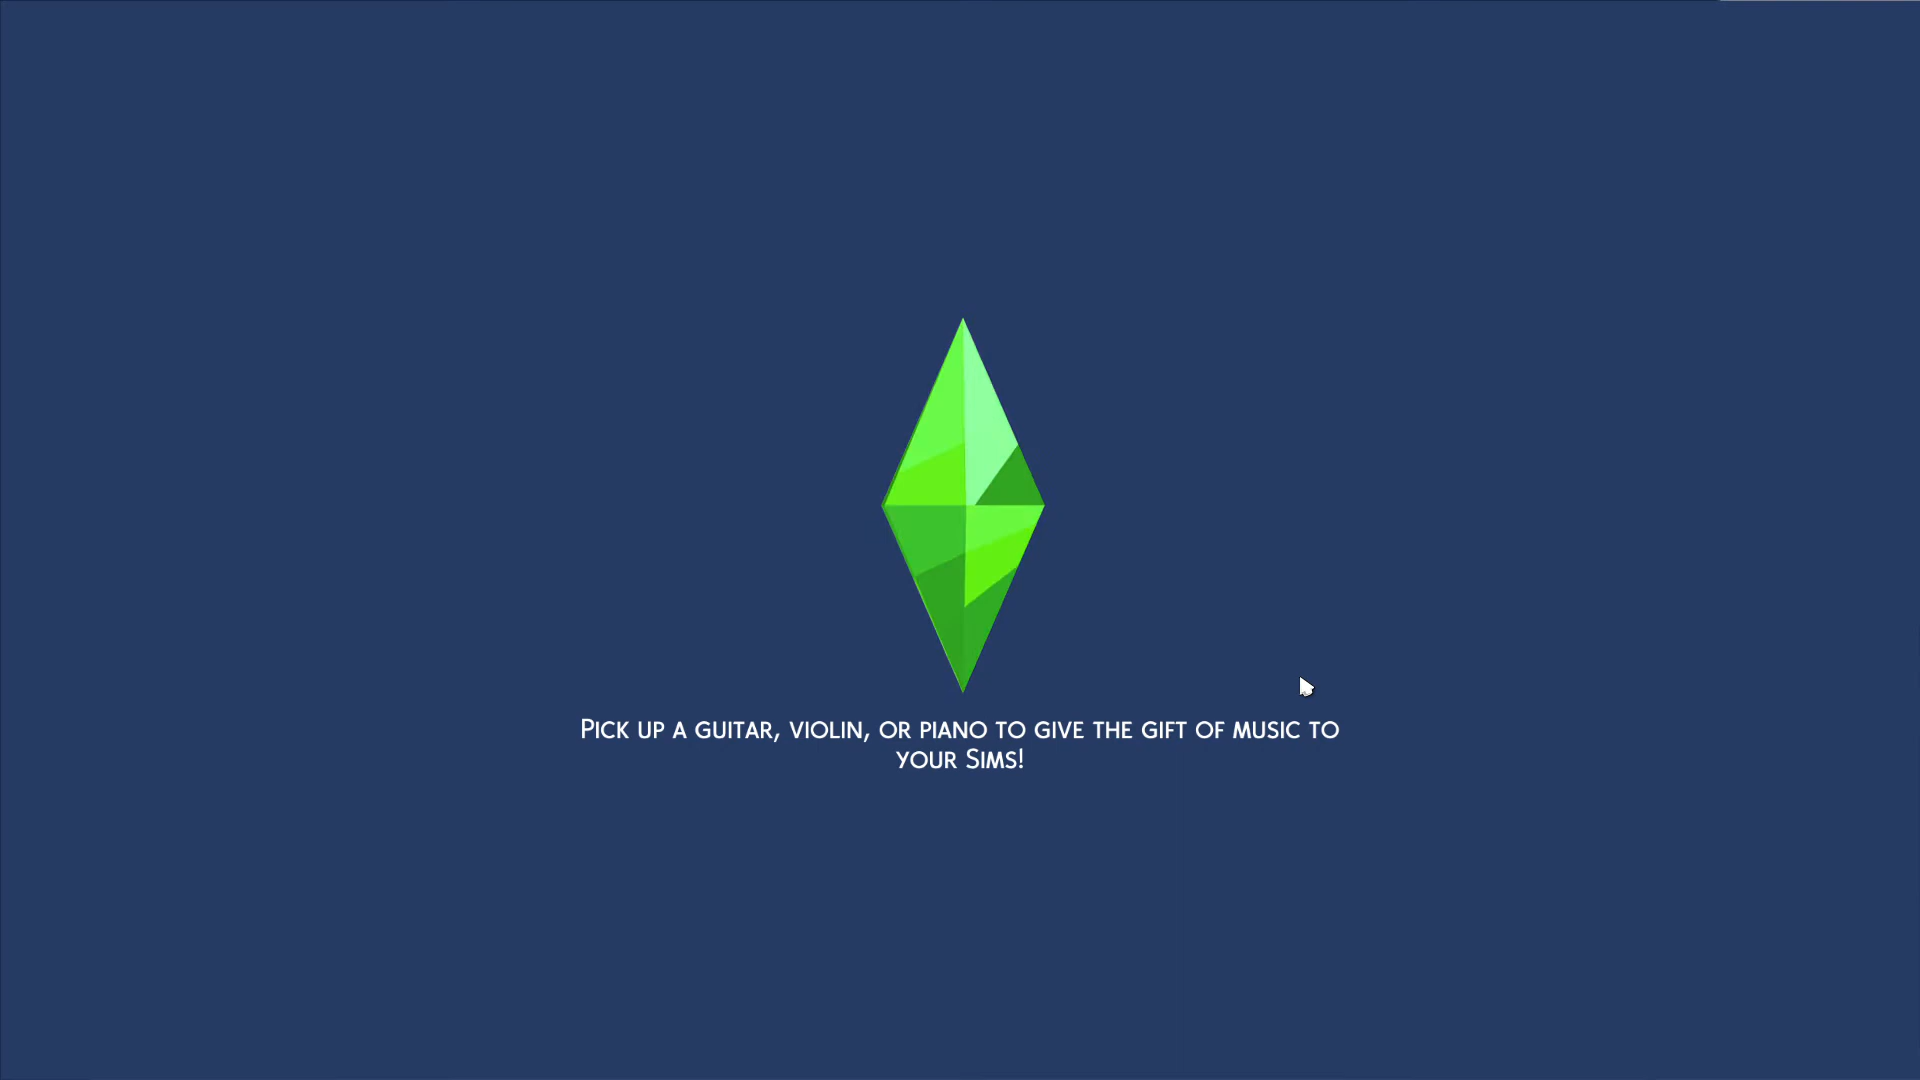 Pick up a guitar, violin, or piano to give the gift of music to
your Sims!